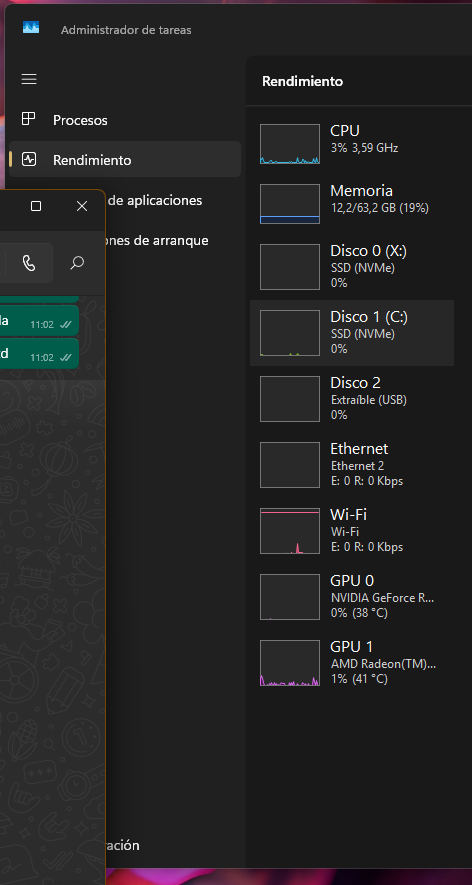 Administrador de tareas
Rendimiento
Procesos
Rendimiento
de aplicaciones
ones de arranque
la
11:02
cd
11:02
ración
CPU
3% 3,59 GHz
Memoria
12,2/63,2 GB (19%)
Disco 0 (X:)
SSD (NVMe)
0%
Disco 1 (C:)
SSD (NVMe)
0%
Disco 2
Extraíble (USB)
0%
Ethernet
Ethernet 2
E: 0 R: 0 Kbps
Wi-Fi
Wi-Fi
E: 0 R: 0 Kbps
GPU 0
NVIDIA GeForce R...
0% (38 °C)
GPU 1
AMD Radeon(TM)...
1% (41 °C)